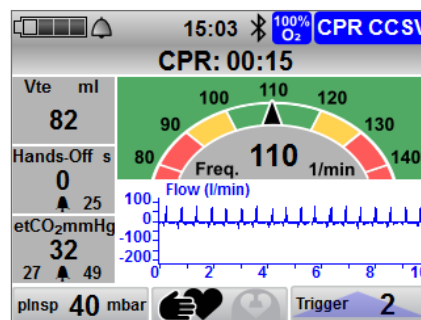 15:03 100% O₂ CPR CCSV
CPR: 00:15
Vte ml
82
Hands-Off s
0
25
etCO₂mmHg
32
27 49
80 90 100 110 120 130 140
Freq. 110 1/min
Flow (l/min)
100
0
-100
-200
0 2 4 6 8 10
pInsp 40 mbar
Trigger 2